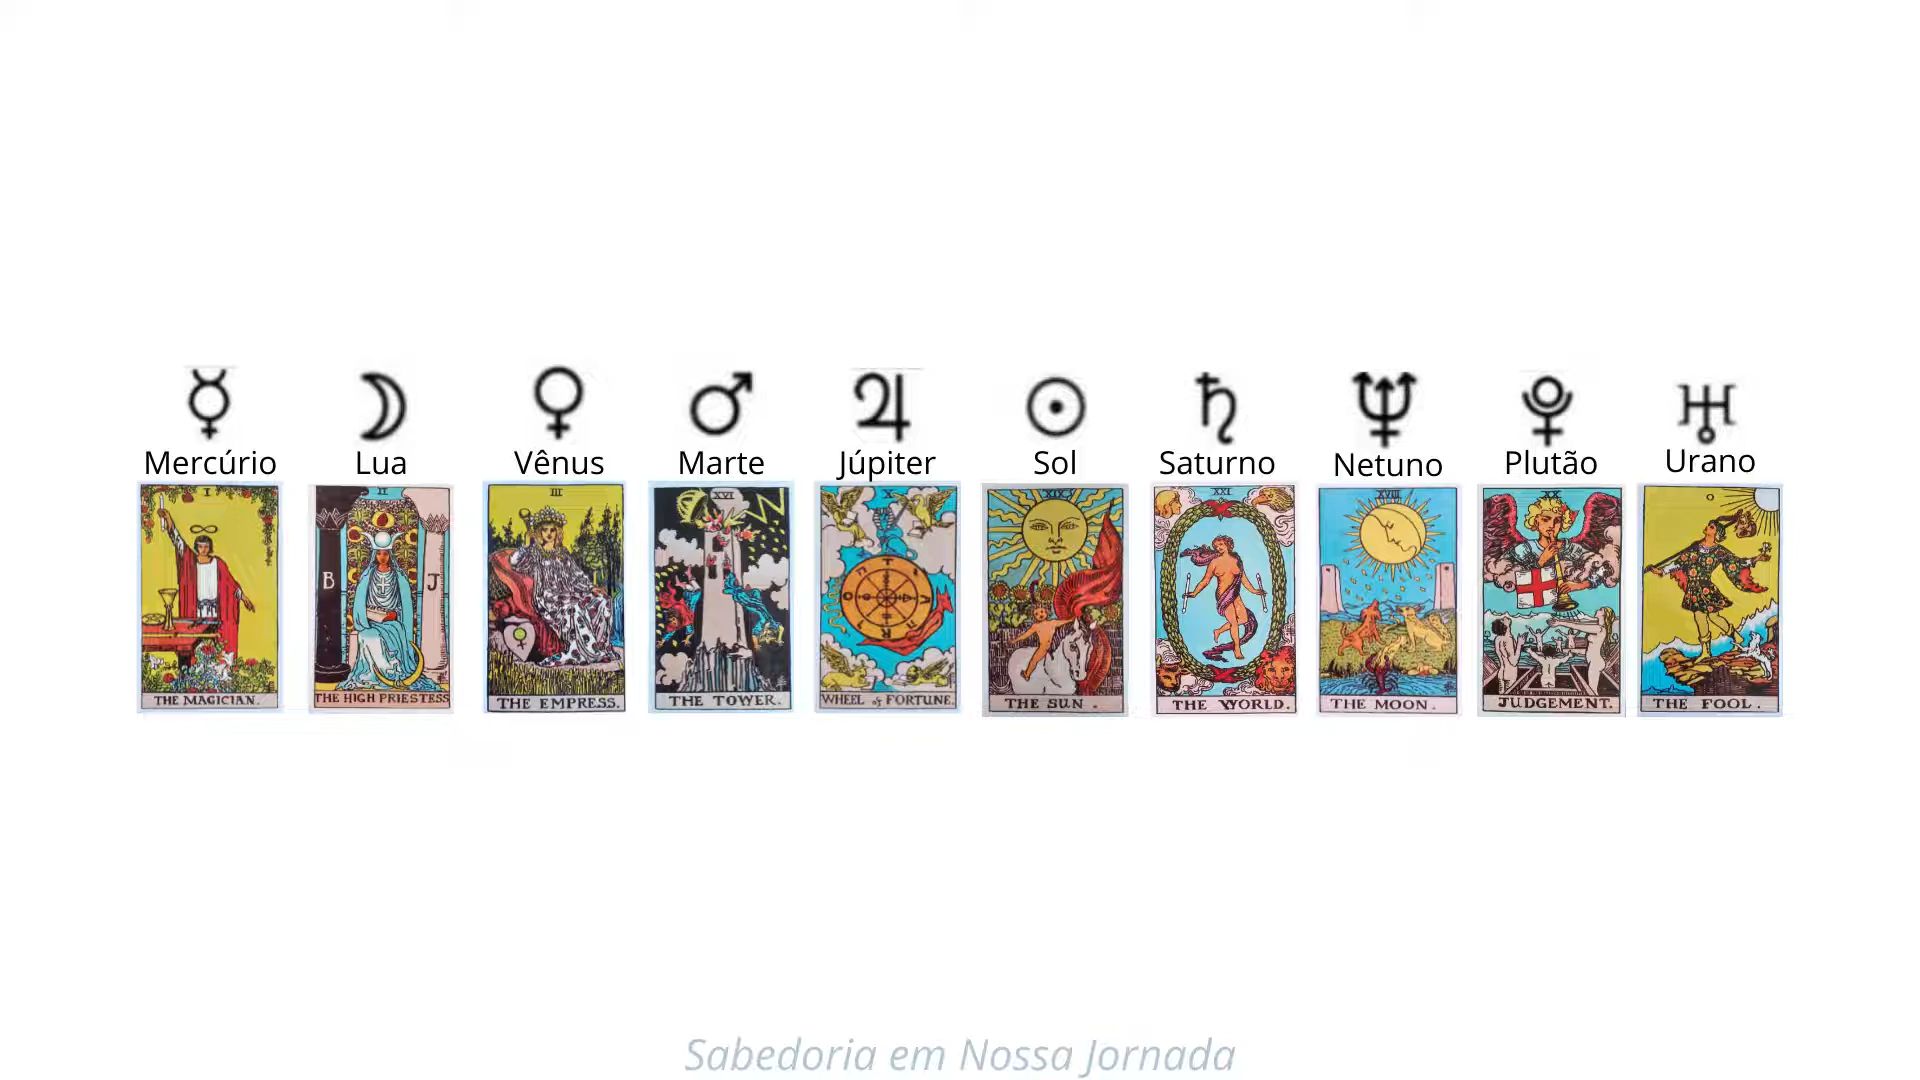 Mercúrio
Lua
Vênus
Marte
Júpiter
Sol
Saturno
Netuno
Plutão
Urano
I
II
III
XVI
X
XIX
XXI
XVIII
XX
B
J
THE MAGICIAN.
THE HIGH PRIESTESS
THE EMPRESS.
THE TOWER.
WHEEL of FORTUNE.
THE SUN .
THE WORLD.
THE MOON.
JUDGEMENT.
THE FOOL.
Sabedoria em Nossa Jornada